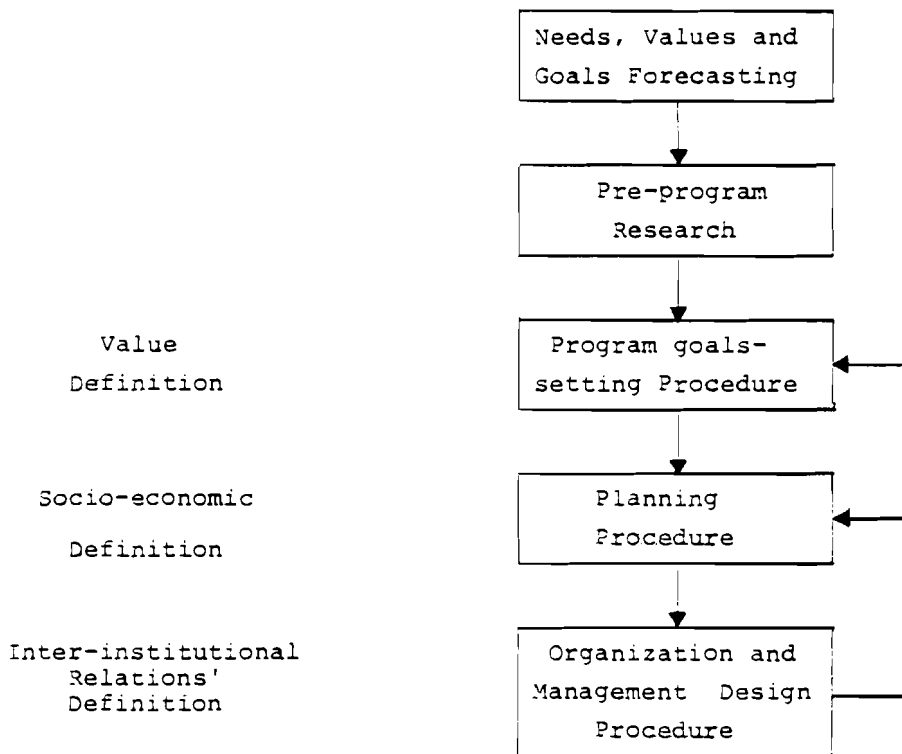 Needs, Values and
Goals Forecasting
Pre-program
Research
Value
Definition
Program goals-
setting Procedure
Socio-economic
Definition
Planning
Procedure
Inter-institutional
Relations'
Definition
Organization and
Management Design
Procedure